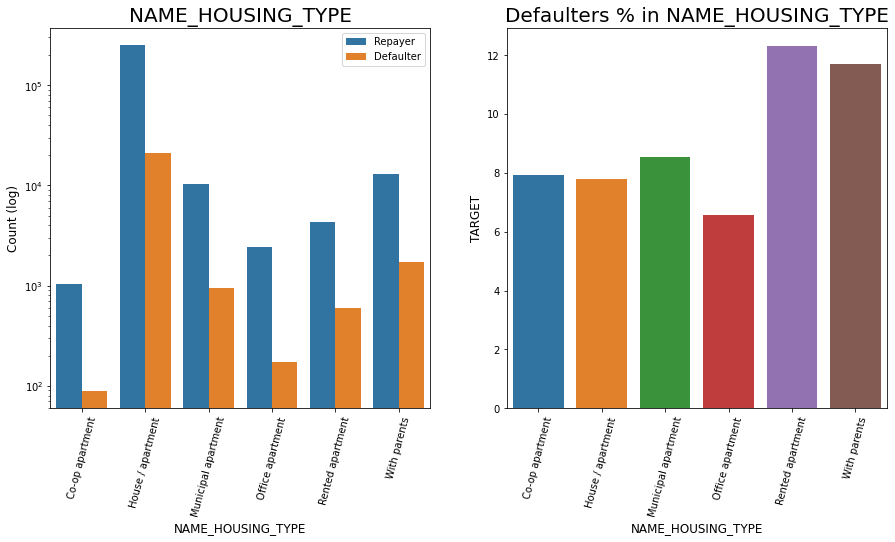 NAME_HOUSING_TYPE
Repayer
Defaulter
Count (log)
10^5
10^4
10^3
10^2
Co-op apartment
House / apartment
Municipal apartment
Office apartment
Rented apartment
With parents
NAME_HOUSING_TYPE
Defaulters % in NAME_HOUSING_TYPE
TARGET
12
10
8
6
4
2
0
Co-op apartment
House / apartment
Municipal apartment
Office apartment
Rented apartment
With parents
NAME_HOUSING_TYPE